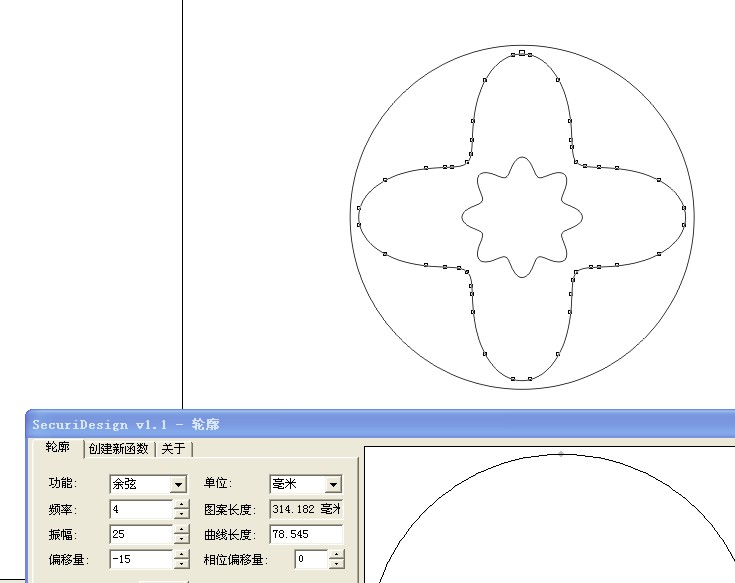 SecuriDesign v1.1 - 轮廓
轮廓 创建新函数 关于
功能: 余弦 单位: 毫米
频率: 4 图案长度: 314.182 毫米
振幅: 25 曲线长度: 78.545
偏移量: -15 相位偏移量: 0